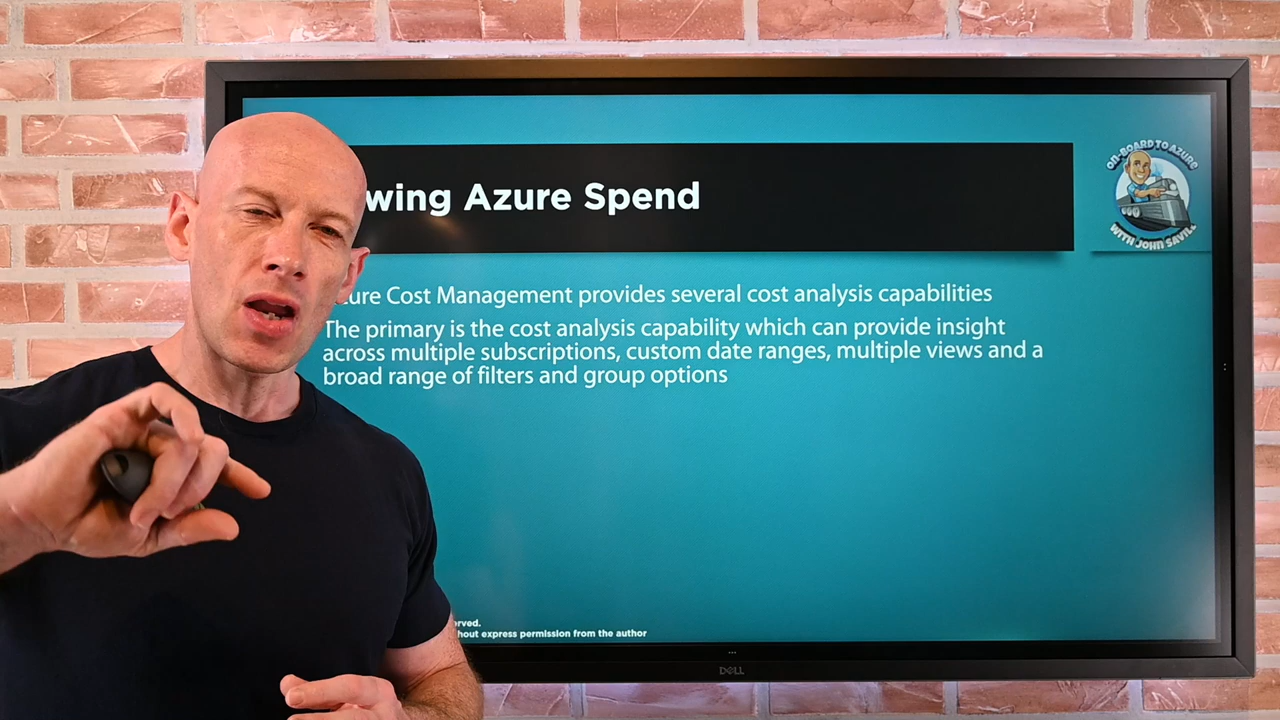 wing Azure Spend
ON-BOARD TO AZURE
WITH JOHN SAVILL
Azure Cost Management provides several cost analysis capabilities
The primary is the cost analysis capability which can provide insight
across multiple subscriptions, custom date ranges, multiple views and a
broad range of filters and group options
erved.
hout express permission from the author
DELL